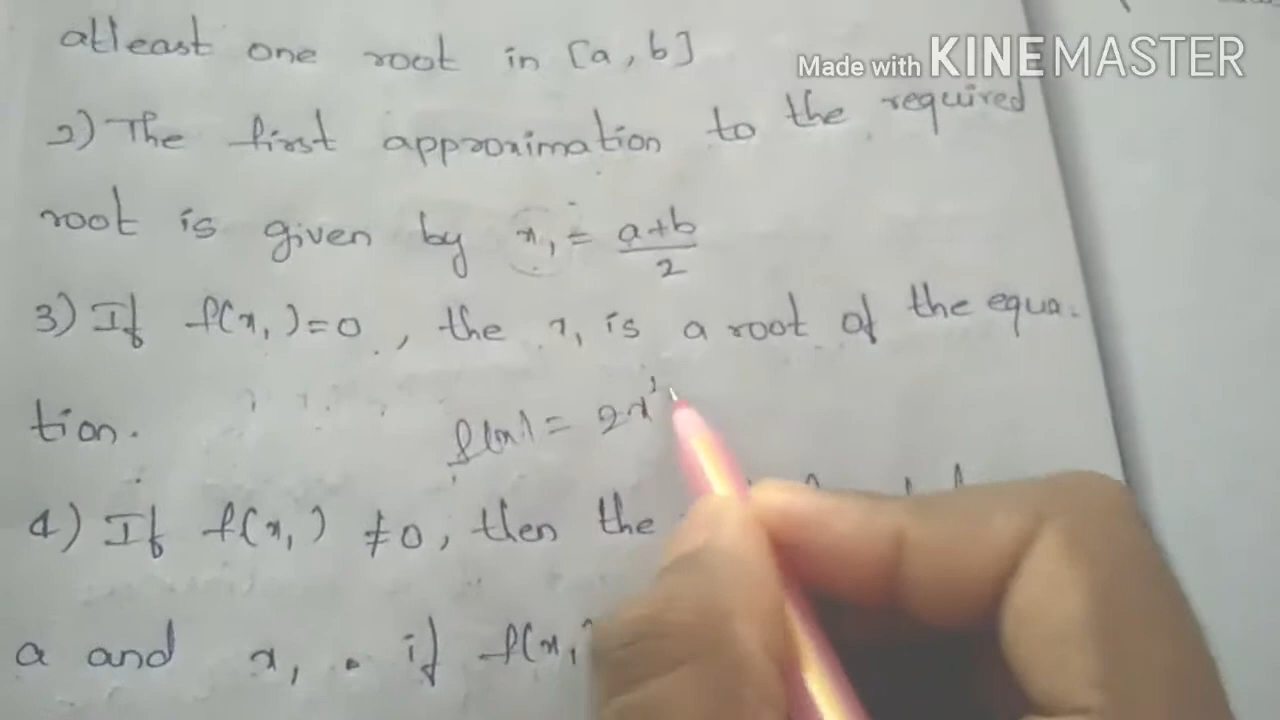 atleast one root in [a, b]
Made with KINEMASTER
2) The first approximation to the required
root is given by x₁ = a+b/2
3) If f(x₁)=0, the x₁ is a root of the equa-
tion.
f(x) = 2x
4) If f(x₁) ≠0, then the
a and x₁. if f(x₁)